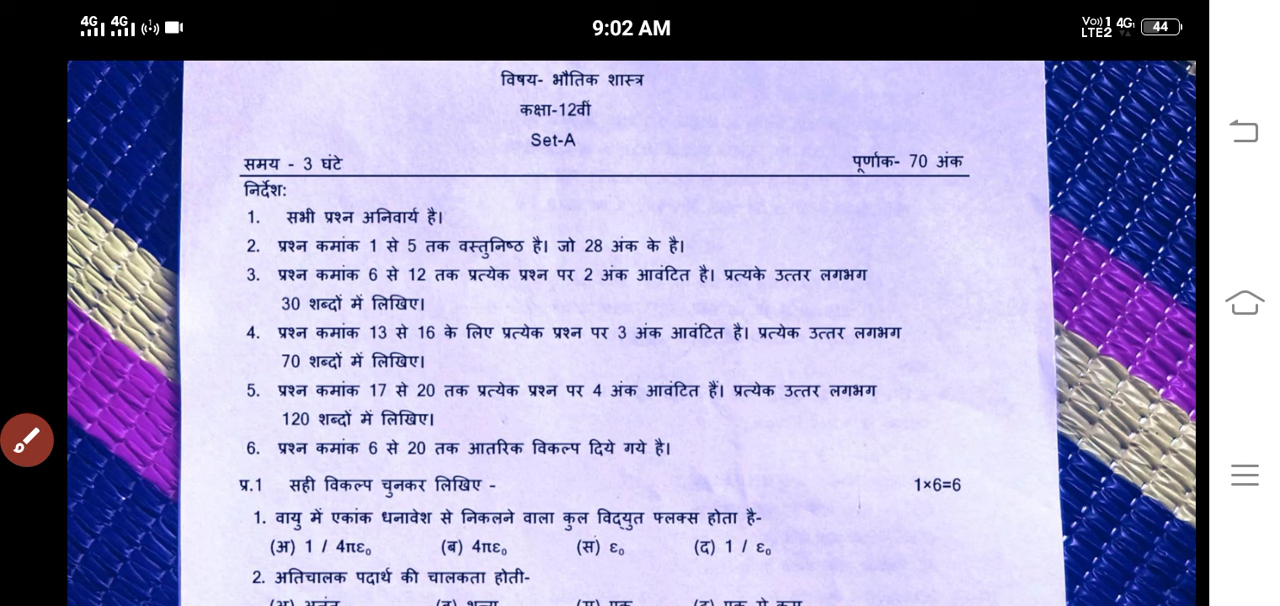 4G 4G
9:02 AM
Vo)) 1 4G
LTE2
44
विषय- भौतिक शास्त्र
कक्षा-12वीं
Set-A
समय - 3 घंटे
पूर्णाक- 70 अंक
निर्देश:
1. सभी प्रश्न अनिवार्य है।
2. प्रश्न कमांक 1 से 5 तक वस्तुनिष्ठ है। जो 28 अंक के है।
3. प्रश्न कमांक 6 से 12 तक प्रत्येक प्रश्न पर 2 अंक आवंटित है। प्रत्यके उत्तर लगभग
30 शब्दों में लिखिए।
4. प्रश्न कमांक 13 से 16 के लिए प्रत्येक प्रश्न पर 3 अंक आवंटित है। प्रत्येक उत्तर लगभग
70 शब्दों में लिखिए।
5. प्रश्न कमांक 17 से 20 तक प्रत्येक प्रश्न पर 4 अंक आवंटित हैं। प्रत्येक उत्तर लगभग
120 शब्दों में लिखिए।
6. प्रश्न कमांक 6 से 20 तक आतरिक विकल्प दिये गये है।
प्र.1 सही विकल्प चुनकर लिखिए - 1×6=6
1. वायु में एकांक धनावेश से निकलने वाला कुल विद्युत फ्लक्स होता है-
(अ) 1 / 4πε₀ (ब) 4πε₀ (स) ε₀ (द) 1 / ε₀
2. अतिचालक पदार्थ की चालकता होती-